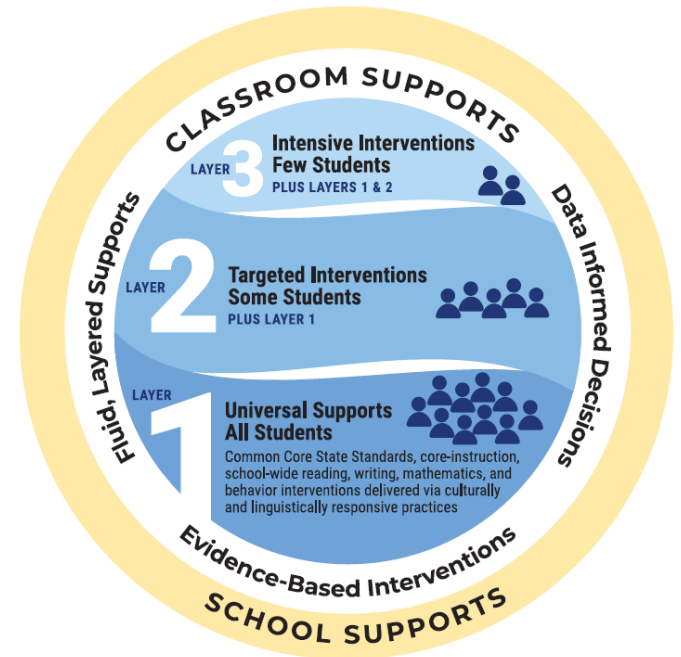 CLASSROOM SUPPORTS
LAYER 3
Intensive Interventions
Few Students
PLUS LAYERS 1 & 2
Fluid, Layered Supports
Data Informed Decisions
LAYER 2
Targeted Interventions
Some Students
PLUS LAYER 1
LAYER 1
Universal Supports
All Students
Common Core State Standards, core-instruction,
school-wide reading, writing, mathematics, and
behavior interventions delivered via culturally
and linguistically responsive practices
Evidence-Based Interventions
SCHOOL SUPPORTS